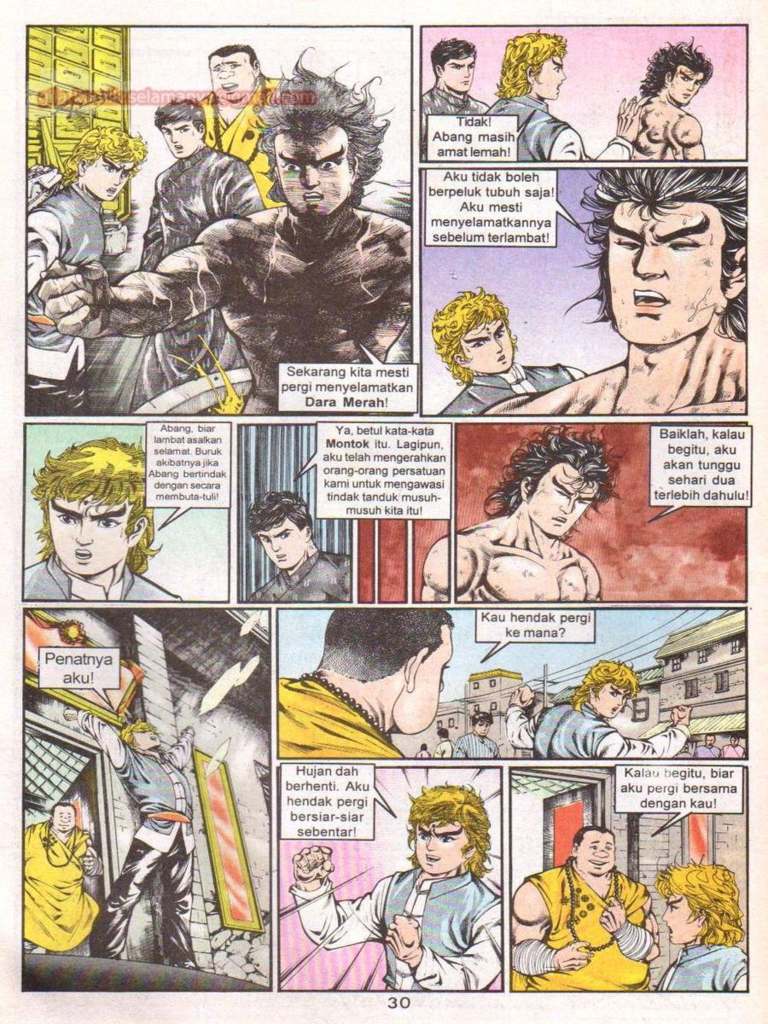 Sekarang kita mesti
pergi menyelamatkan
Dara Merah!
Tidak!
Abang masih
amat lemah!
Aku tidak boleh
berpeluk tubuh saja!
Aku mesti
menyelamatkannya
sebelum terlambat!
Abang, biar
lambat asalkan
selamat. Buruk
akibatnya jika
Abang bertindak
dengan secara
membuta-tuli!
Ya, betul kata-kata
Montok itu. Lagipun,
aku telah mengerahkan
orang-orang persatuan
kami untuk mengawasi
tindak tanduk musuh-
musuh kita itu!
Baiklah, kalau
begitu, aku
akan tunggu
sehari dua
terlebih dahulu!
Penatnya
aku!
Kau hendak pergi
ke mana?
Hujan dah
berhenti. Aku
hendak pergi
bersiar-siar
sebentar!
Kalau begitu, biar
aku pergi bersama
dengan kau!
30